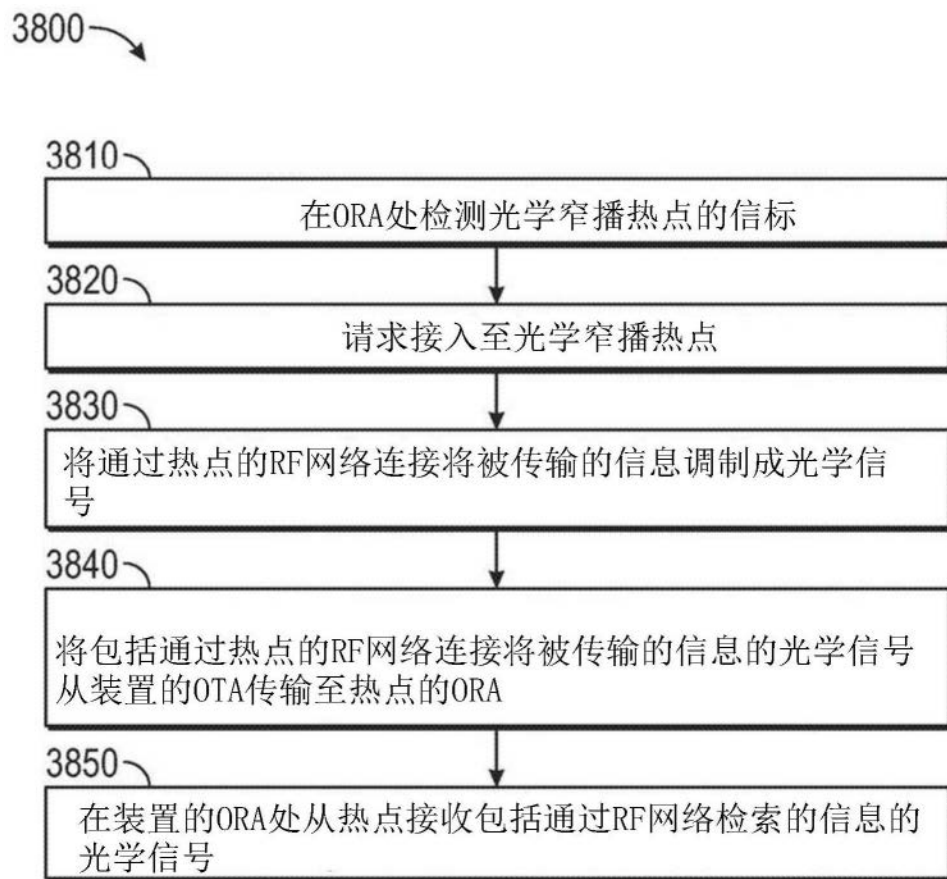 3800
3810
在ORA处检测光学窄播热点的信标
3820
请求接入至光学窄播热点
3830
将通过热点的RF网络连接将被传输的信息调制成光学信
号
3840
将包括通过热点的RF网络连接将被传输的信息的光学信号
从装置的OTA传输至热点的ORA
3850
在装置的ORA处从热点接收包括通过RF网络检索的信息的
光学信号